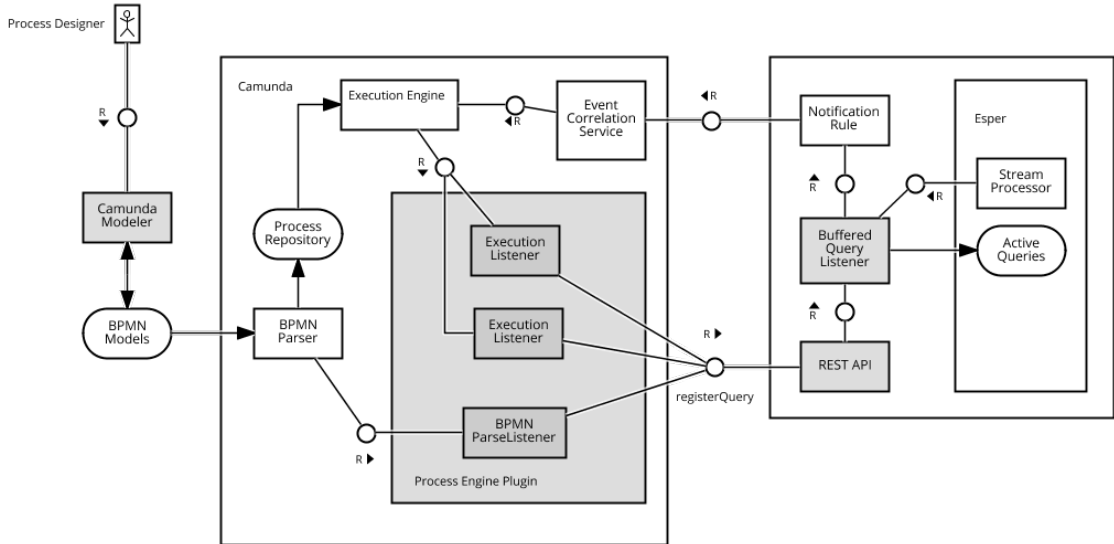 Process Designer
R
Camunda
Modeler
BPMN
Models
Camunda
Execution Engine
R
Event
Correlation
Service
R
Process
Repository
BPMN
Parser
R
Execution
Listener
Execution
Listener
BPMN
ParseListener
Process Engine Plugin
R
registerQuery
R
Notification
Rule
R
Buffered
Query
Listener
R
REST API
Esper
Stream
Processor
R
Active
Queries